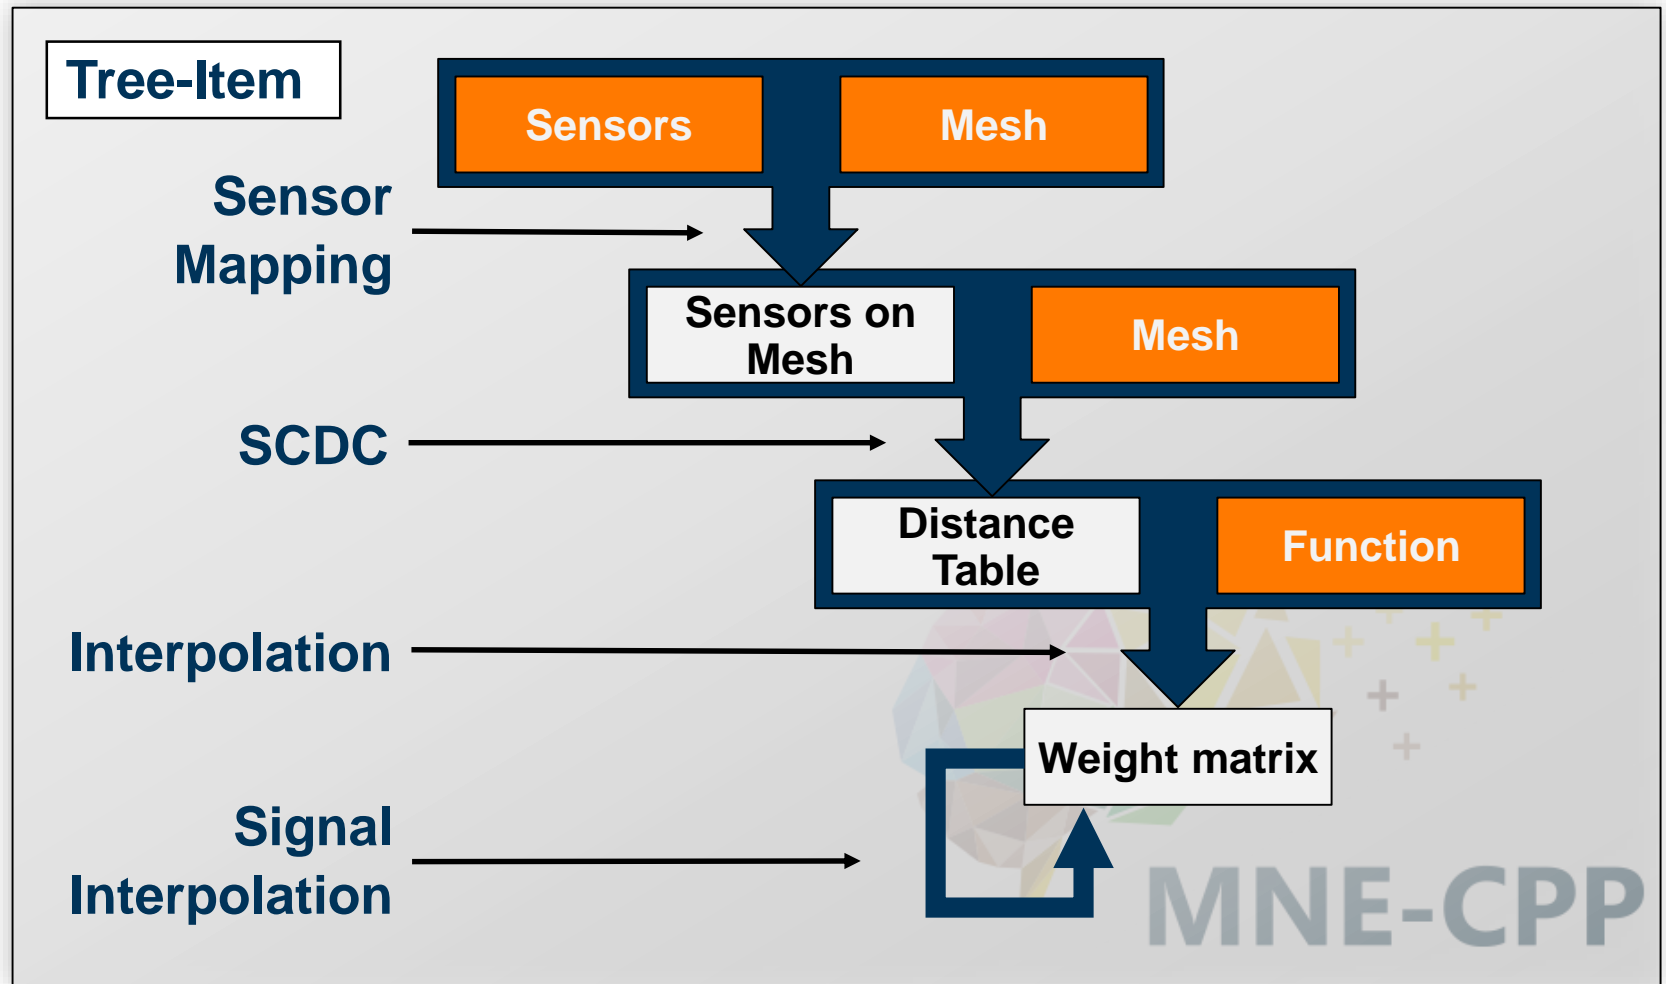 Tree-Item
Sensors
Mesh
Sensor
Mapping
Sensors on
Mesh
Mesh
SCDC
Distance
Table
Function
Interpolation
Weight matrix
Signal
Interpolation
MNE-CPP